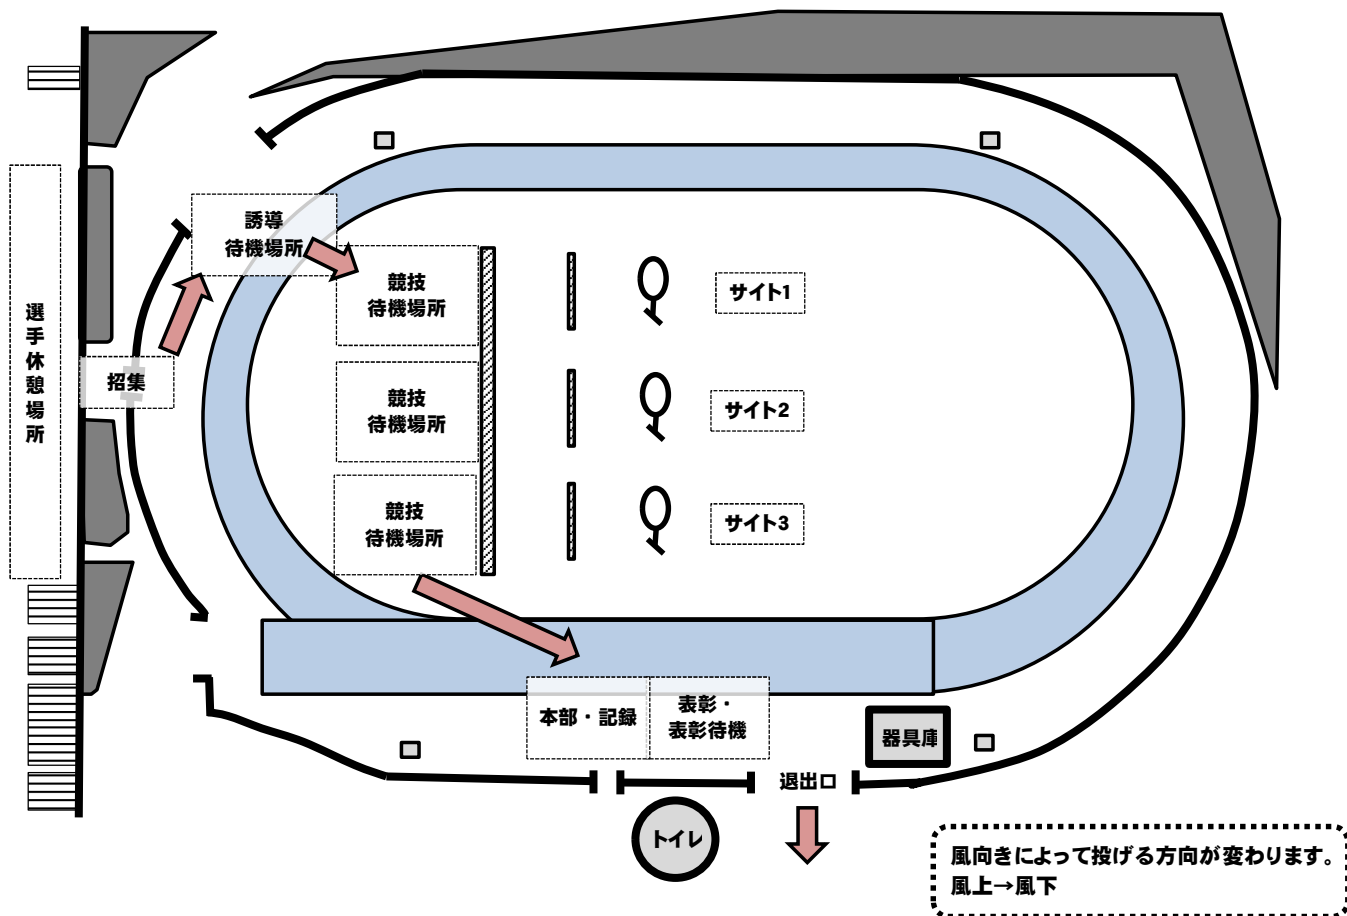 誘導
待機場所
競技
待機場所
サイト1
選手休憩場所
招集
競技
待機場所
サイト2
競技
待機場所
サイト3
本部・記録
表彰・
表彰待機
器具庫
退出口
トイレ
風向きによって投げる方向が変わります。
風上→風下